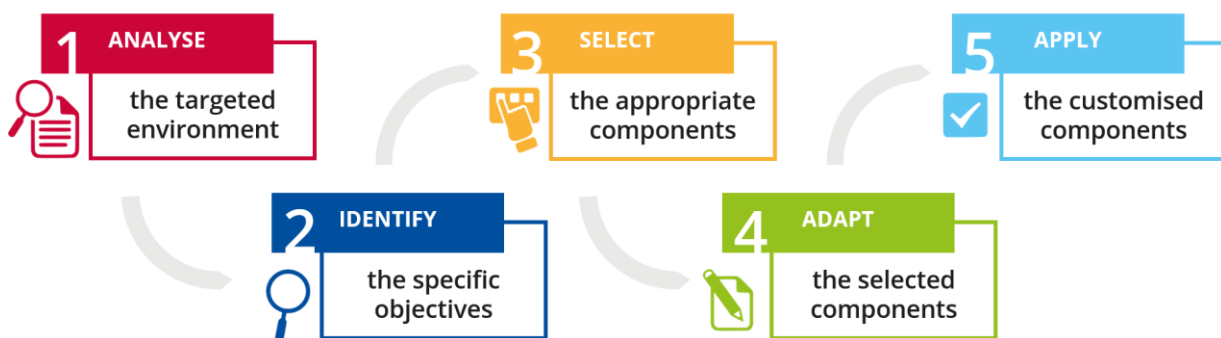 1 ANALYSE
the targeted
environment
2 IDENTIFY
the specific
objectives
3 SELECT
the appropriate
components
4 ADAPT
the selected
components
5 APPLY
the customised
components